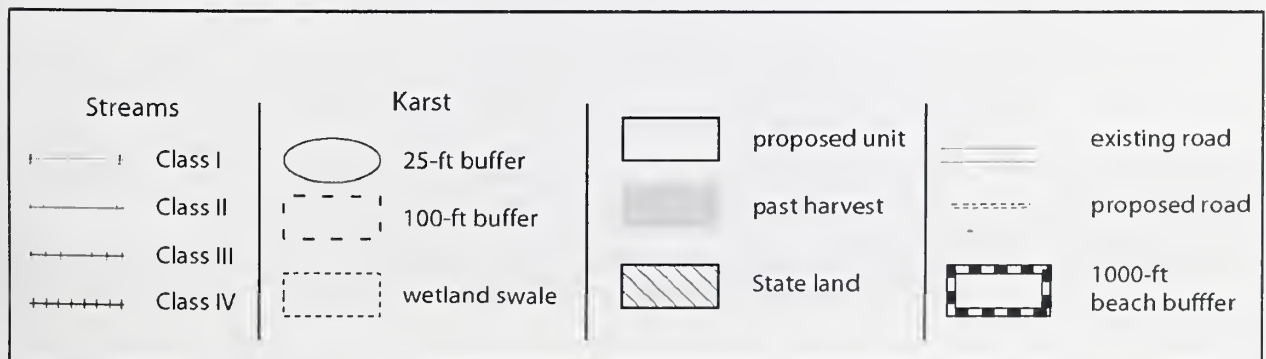 Streams
Class I
Class II
Class III
Class IV
Karst
25-ft buffer
100-ft buffer
wetland swale
proposed unit
past harvest
State land
existing road
proposed road
1000-ft
beach bufffer